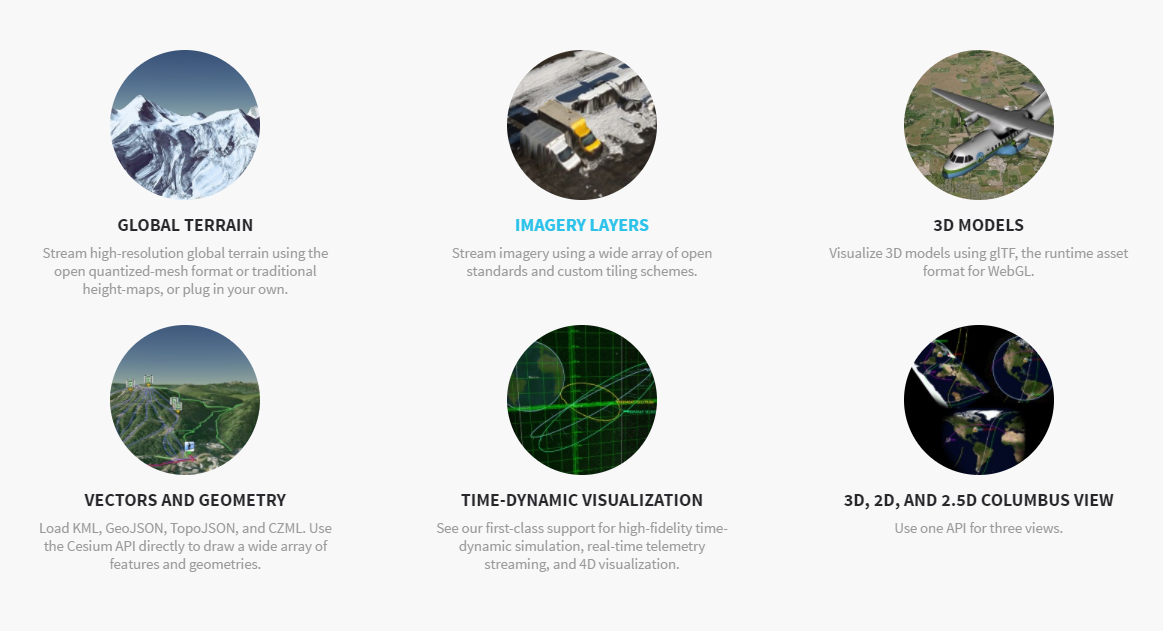 GLOBAL TERRAIN
Stream high-resolution global terrain using the
open quantized-mesh format or traditional
height-maps, or plug in your own.
IMAGERY LAYERS
Stream imagery using a wide array of open
standards and custom tiling schemes.
3D MODELS
Visualize 3D models using glTF, the runtime asset
format for WebGL.
VECTORS AND GEOMETRY
Load KML, GeoJSON, TopoJSON, and CZML. Use
the Cesium API directly to draw a wide array of
features and geometries.
TIME-DYNAMIC VISUALIZATION
See our first-class support for high-fidelity time-
dynamic simulation, real-time telemetry
streaming, and 4D visualization.
3D, 2D, AND 2.5D COLUMBUS VIEW
Use one API for three views.